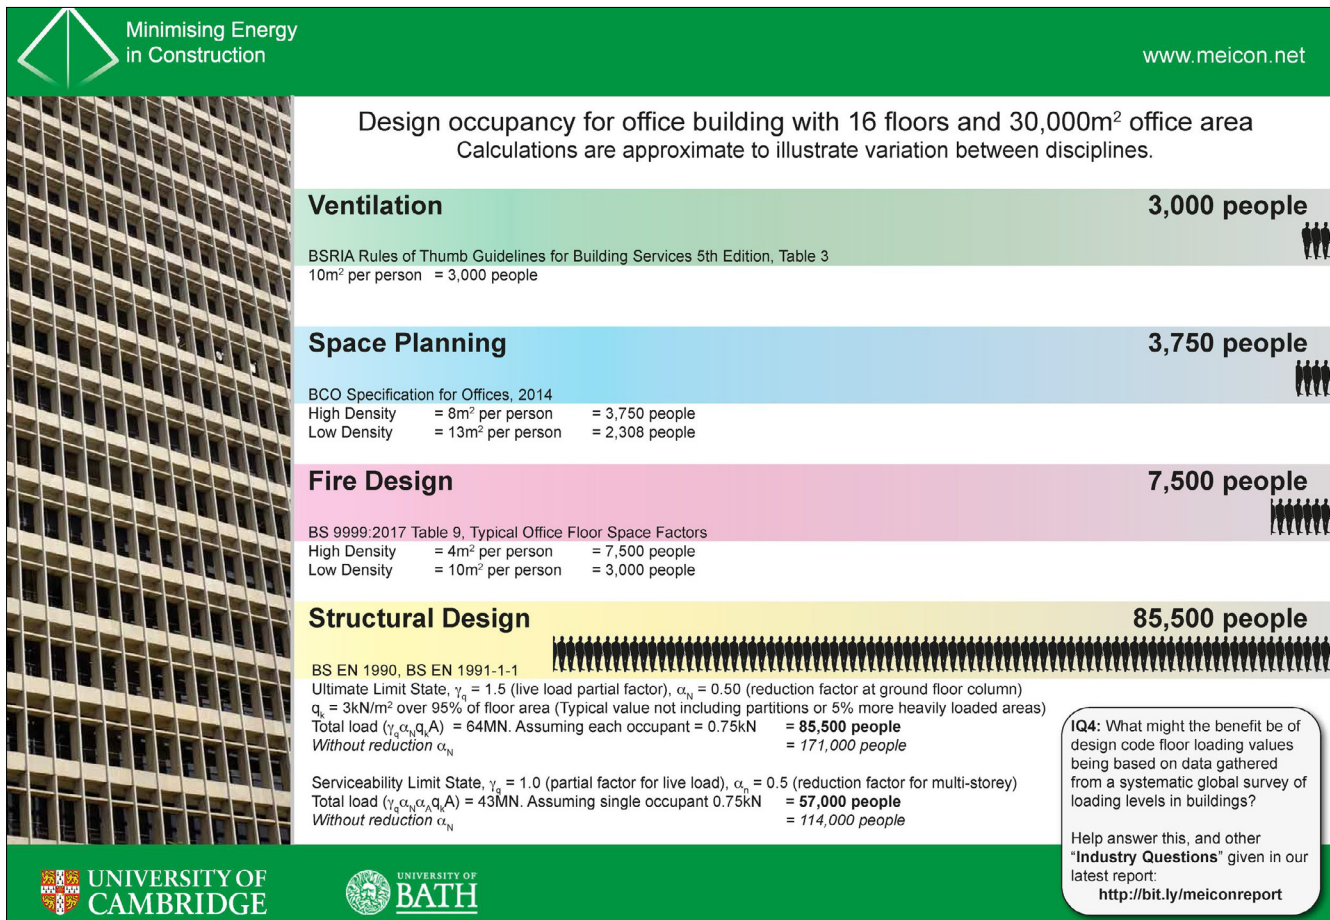 Minimising Energy
in Construction
www.meicon.net
Design occupancy for office building with 16 floors and 30,000m² office area
Calculations are approximate to illustrate variation between disciplines.
Ventilation 3,000 people
BSRIA Rules of Thumb Guidelines for Building Services 5th Edition, Table 3
10m² per person = 3,000 people
Space Planning 3,750 people
BCO Specification for Offices, 2014
High Density = 8m² per person = 3,750 people
Low Density = 13m² per person = 2,308 people
Fire Design 7,500 people
BS 9999:2017 Table 9, Typical Office Floor Space Factors
High Density = 4m² per person = 7,500 people
Low Density = 10m² per person = 3,000 people
Structural Design 85,500 people
BS EN 1990, BS EN 1991-1-1
Ultimate Limit State, γq = 1.5 (live load partial factor), αN = 0.50 (reduction factor at ground floor column)
qk = 3kN/m² over 95% of floor area (Typical value not including partitions or 5% more heavily loaded areas)
Total load (γqαNqkA) = 64MN. Assuming each occupant = 0.75kN = 85,500 people
Without reduction αN = 171,000 people
Serviceability Limit State, γq = 1.0 (partial factor for live load), αn = 0.5 (reduction factor for multi-storey)
Total load (γqαNαAqkA) = 43MN. Assuming single occupant 0.75kN = 57,000 people
Without reduction αN = 114,000 people
IQ4: What might the benefit be of
design code floor loading values
being based on data gathered
from a systematic global survey of
loading levels in buildings?
Help answer this, and other
“Industry Questions” given in our
latest report:
http://bit.ly/meiconreport
UNIVERSITY OF
CAMBRIDGE
UNIVERSITY OF
BATH